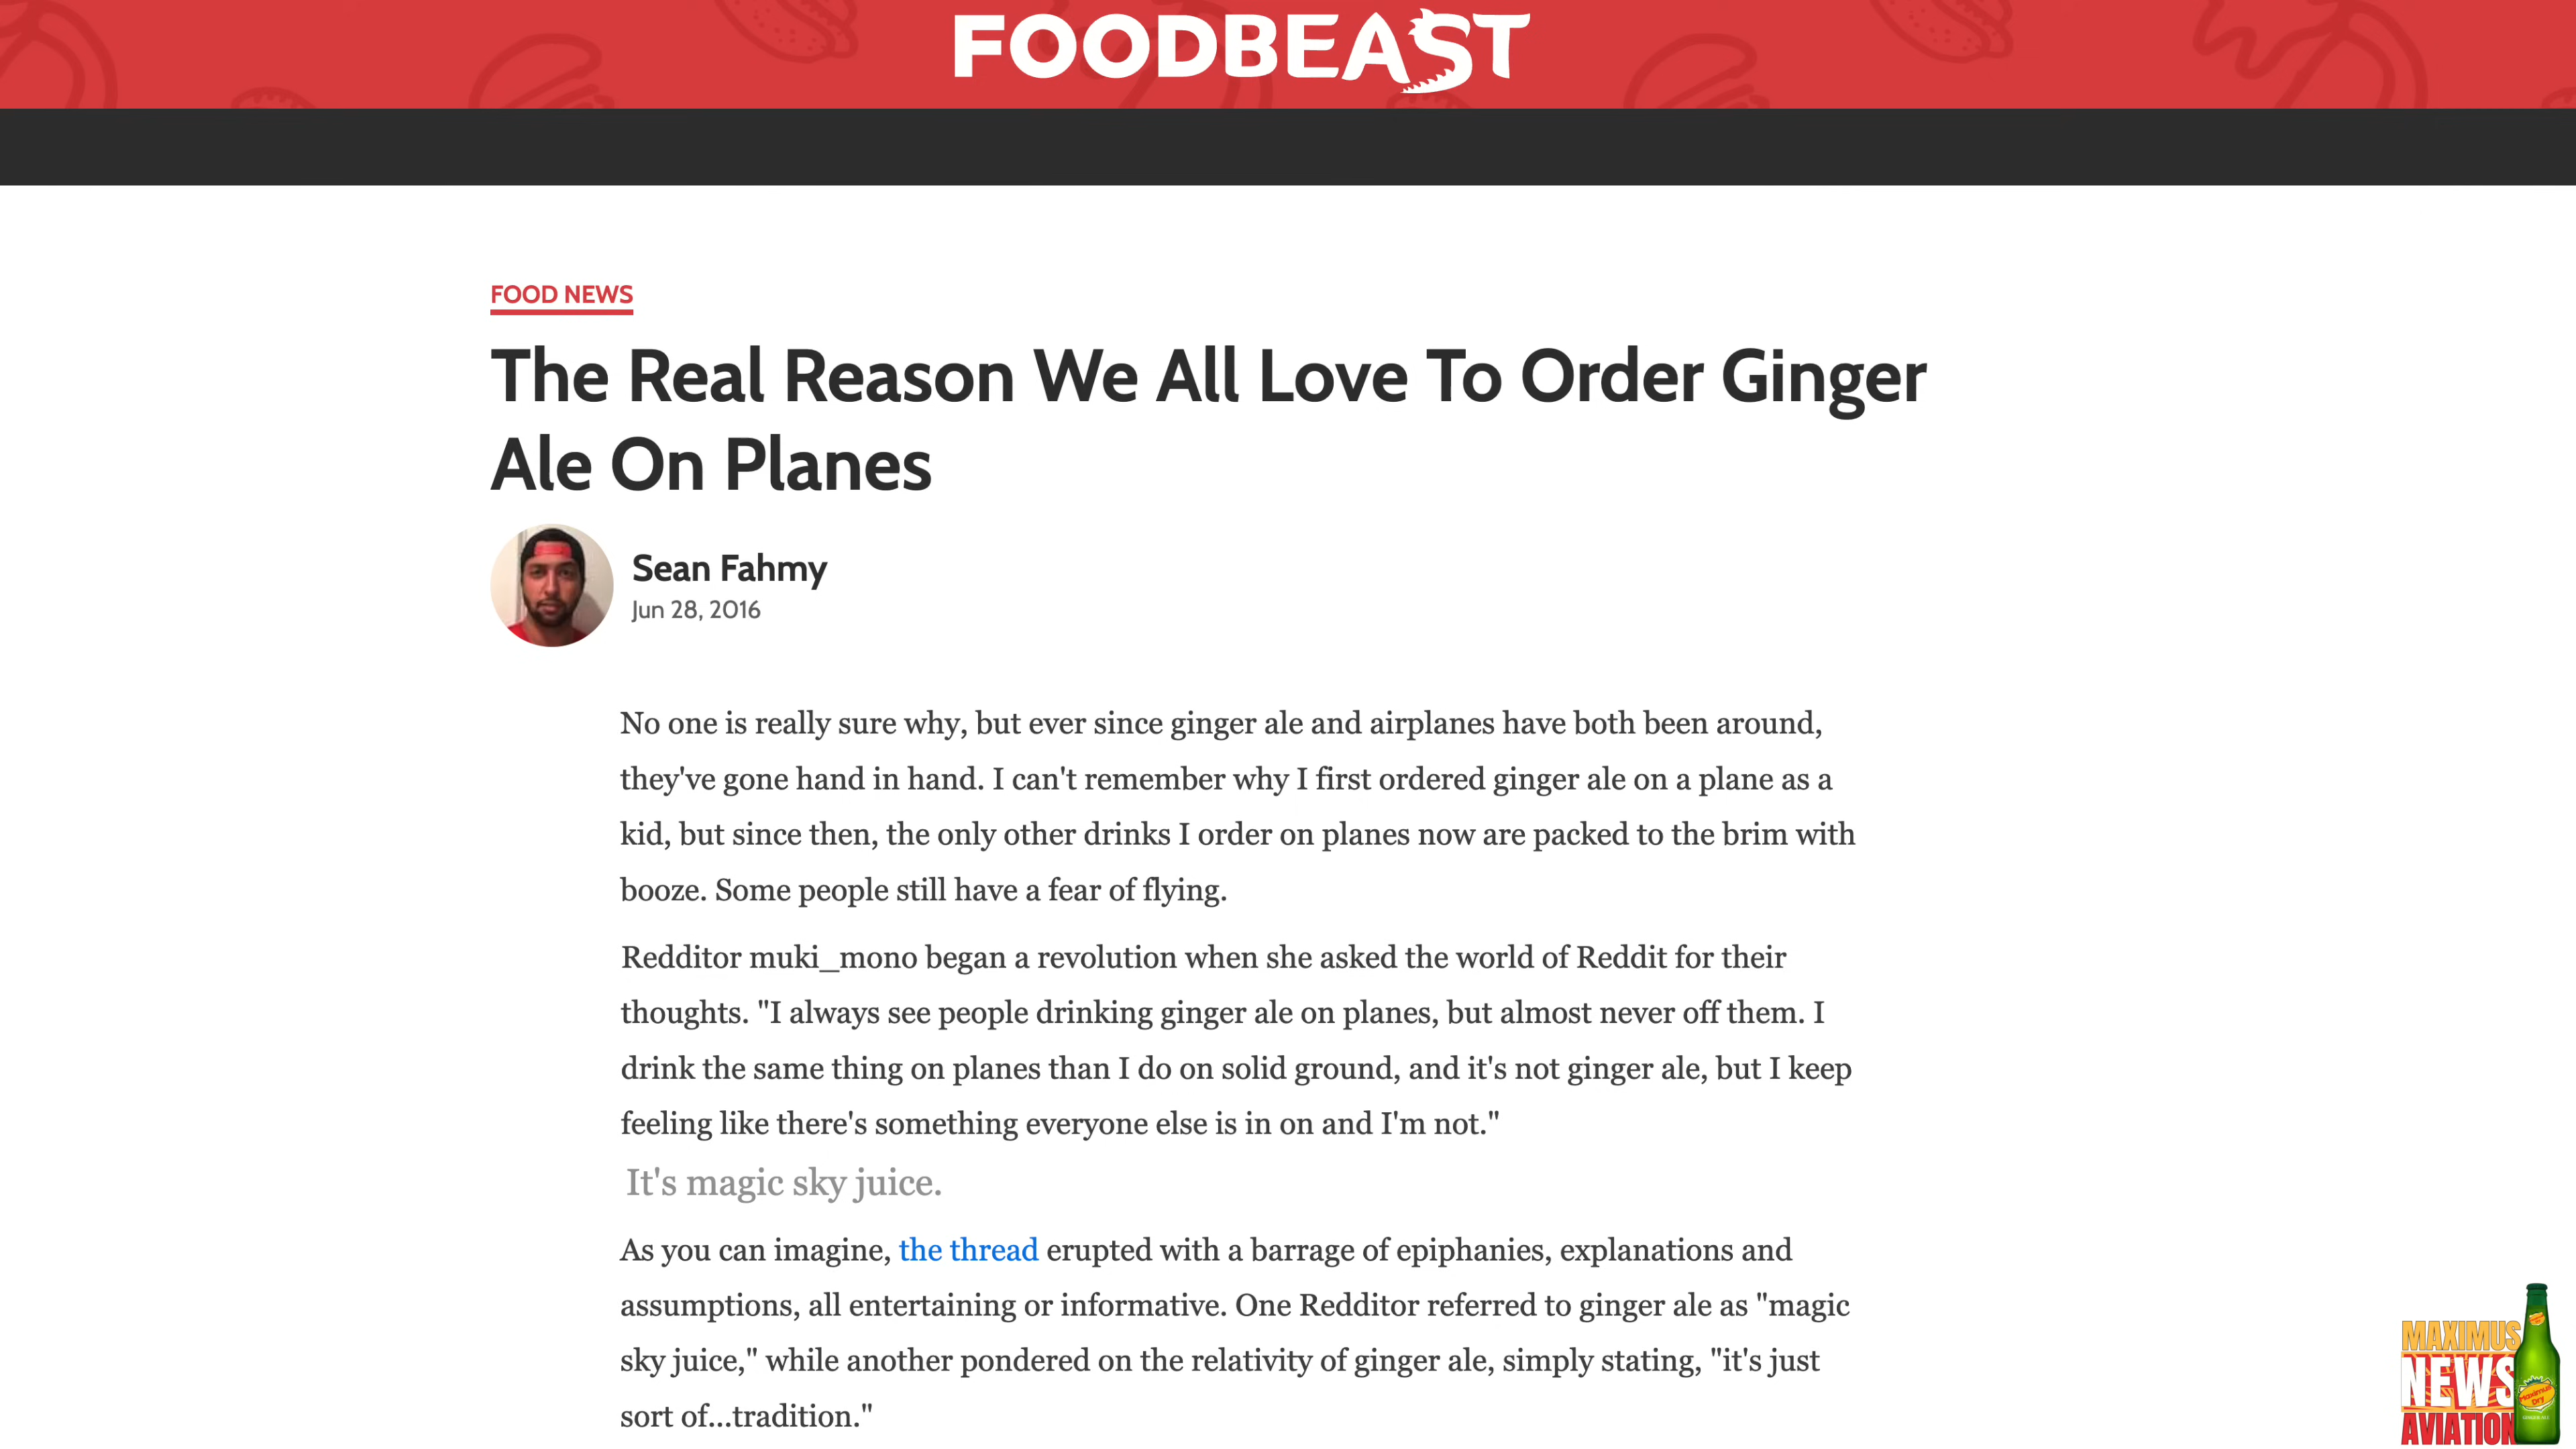 FOODBEAST
FOOD NEWS
The Real Reason We All Love To Order Ginger
Ale On Planes
Sean Fahmy
Jun 28, 2016
No one is really sure why, but ever since ginger ale and airplanes have both been around,
they've gone hand in hand. I can't remember why I first ordered ginger ale on a plane as a
kid, but since then, the only other drinks I order on planes now are packed to the brim with
booze. Some people still have a fear of flying.
Redditor muki_mono began a revolution when she asked the world of Reddit for their
thoughts. "I always see people drinking ginger ale on planes, but almost never off them. I
drink the same thing on planes than I do on solid ground, and it's not ginger ale, but I keep
feeling like there's something everyone else is in on and I'm not."
It's magic sky juice.
As you can imagine, the thread erupted with a barrage of epiphanies, explanations and
assumptions, all entertaining or informative. One Redditor referred to ginger ale as "magic
sky juice," while another pondered on the relativity of ginger ale, simply stating, "it's just
sort of...tradition."
MAXIMUS
NEWS
AVIATION
Maximus
Dry
GINGER ALE